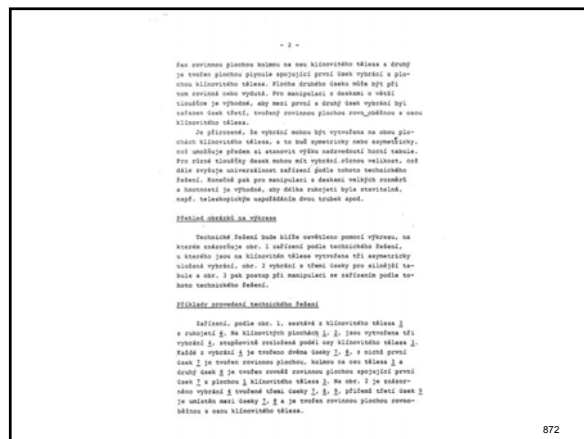 - 2 -
řen rovinnou plochou kolmou na osu klínovitého tělesa a druhý
je tvořen plochou plynule spojující první úsek vybrání s plo-
chou klínovitého tělesa. Plocha druhého úseku může být při
tom rovinná nebo vydutá. Pro manipulaci s deskami o větší
tloušťce je výhodné, aby mezi první a druhý úsek vybrání byl
zařazen úsek třetí, tvořený rovinnou plochou rovnoběžnou s osou
klínovitého tělesa.
Je přirozené, že vybrání mohou být vytvořena na obou plo-
chách klínovitého tělesa, a to buď symetricky nebo asymetricky,
což umožňuje předem si stanovit výšku nadzvednutí horní tabule.
Pro různé tloušťky desek mohou mít vybrání různou velikost, což
dále zvyšuje universálnost zařízení podle tohoto technického
řešení. Konečně pak pro manipulaci s deskami velkých rozměrů
a hmotností je výhodné, aby délka rukojeti byla stavitelná,
např. teleskopickým uspořádáním dvou trubek apod.
Přehled obrázků na výkrese
Technické řešení bude blíže osvětleno pomocí výkresu, na
kterém znázorňuje obr. 1 zařízení podle technického řešení,
u kterého jsou na klínovitém tělese vytvořena tři asymetricky
uložená vybrání, obr. 2 vybrání s třemi úseky pro silnější ta-
bule a obr. 3 pak postup při manipulaci se zařízením podle to-
hoto technického řešení.
Příklady provedení technického řešení
Zařízení, podle obr. 1, sestává z klínovitého tělesa 3
s rukojetí 4. Na klínovitých plochách 1, 2, jsou vytvořena tři
vybrání 4, stupňovitě rozložená podél osy klínovitého tělesa 3.
Každé z vybrání 4 je tvořeno dvěma úseky 7, 8, z nichž první
úsek 7 je tvořen rovinnou plochou, kolmou na osu tělesa 3 a
druhý úsek 8 je tvořen rovněž rovinnou plochou spojující první
úsek 7 s plochou 1 klínovitého tělesa 3. Na obr. 2 je znázor-
něno vybrání 4 tvořené třemi úseky 7, 8, 9, přičemž třetí úsek 9
je umístěn mezi úseky 7, 8 a je tvořen rovinnou plochou rovno-
běžnou s osou klínovitého tělesa.
872